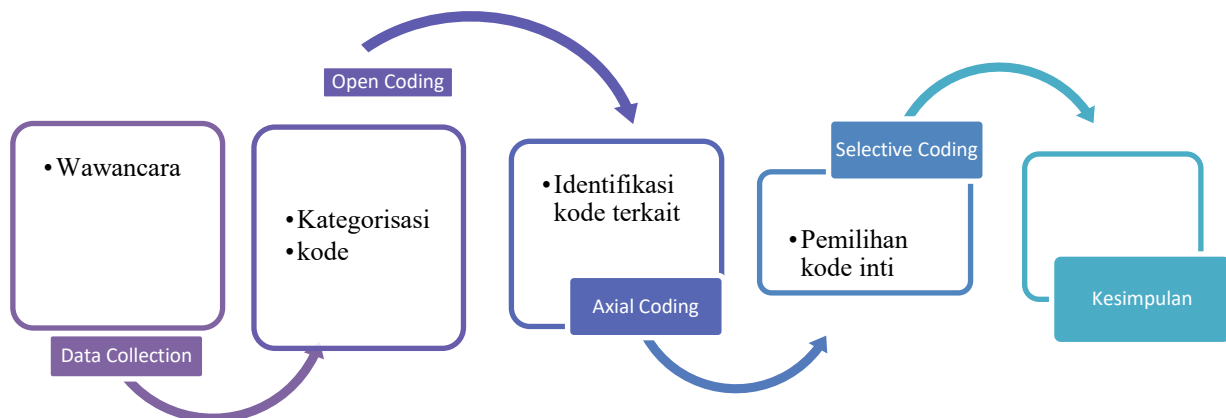 • Wawancara
Data Collection
Open Coding
• Kategorisasi
• kode
• Identifikasi
kode terkait
Axial Coding
Selective Coding
• Pemilihan
kode inti
Kesimpulan